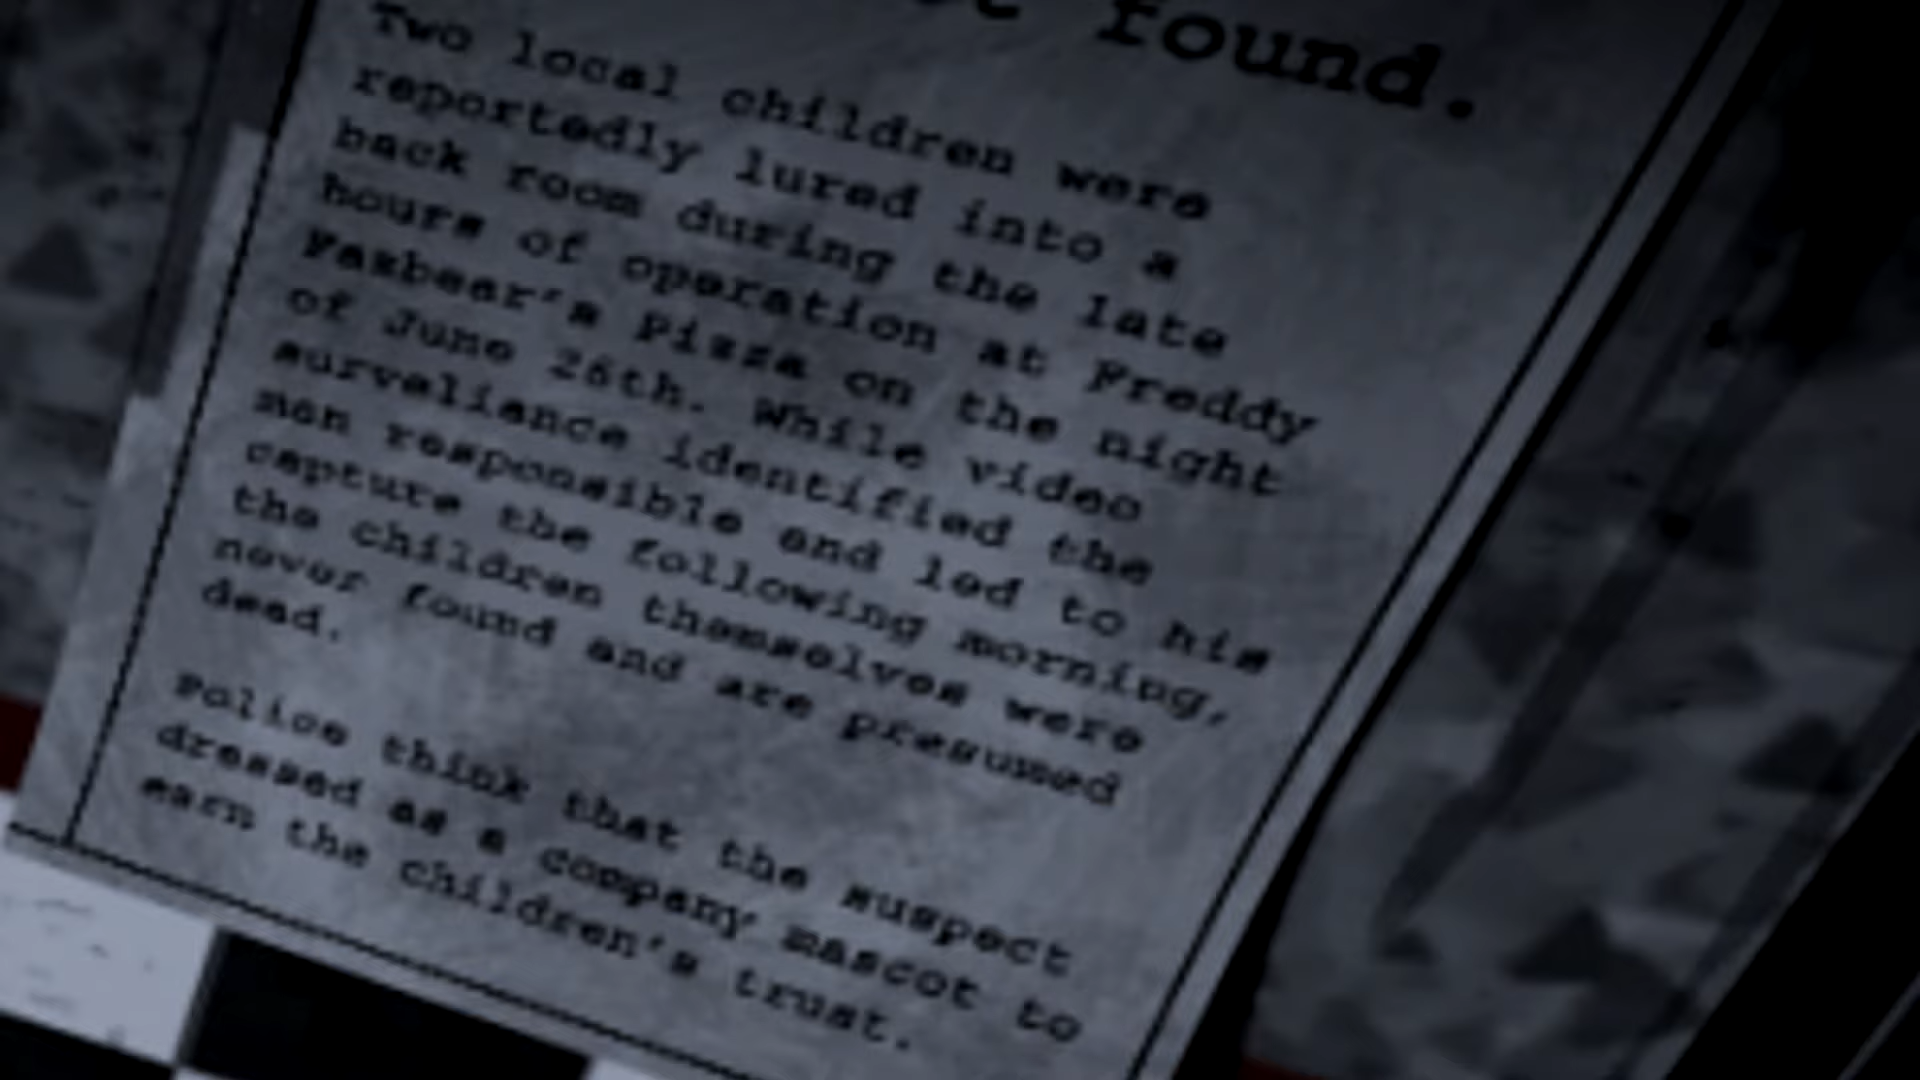 found.
Two local children were
reportedly lured into a
back room during the late
hours of operation at Freddy
Fazbear's Pizza on the night
of June 26th. While video
surveliance identified the
man responsible and led to his
capture the following morning,
the children themselves were
never found and are presumed
dead.
Police think that the suspect
dressed as a company mascot to
earn the children's trust.